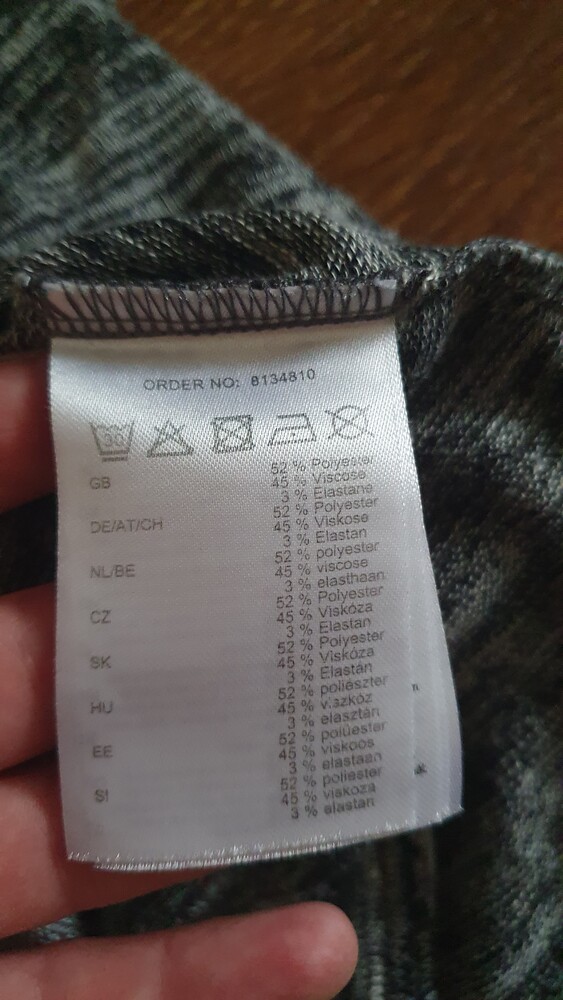 ORDER NO: 8134810
30
GB
52 % Polyester
45 % Viscose
3 % Elastane
DE/AT/CH
52 % Polyester
45 % Viskose
3 % Elastan
NL/BE
52 % polyester
45 % viscose
3 % elasthaan
CZ
52 % Polyester
45 % Viskóza
3 % Elastan
SK
52 % Polyester
45 % Viskóza
3 % Elastán
HU
52 % poliészter
45 % viszkóz
3 % elasztán
EE
52 % polüester
45 % viskoos
3 % elastaan
SI
52 % poliester
45 % viskoza
3 % elastan